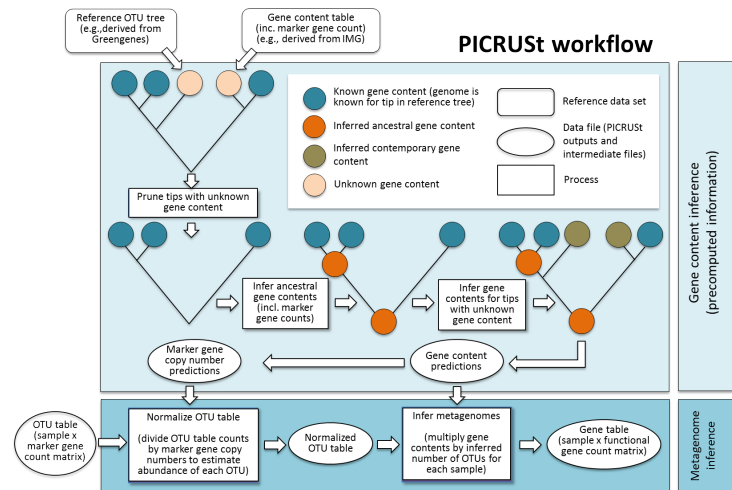 Reference OTU tree
(e.g.,derived from
Greengenes)
Gene content table
(inc. marker gene count)
(e.g., derived from IMG)
PICRUSt workflow
Known gene content (genome is
known for tip in reference tree)
Inferred ancestral gene content
Inferred contemporary gene
content
Unknown gene content
Reference data set
Data file (PICRUSt
outputs and
intermediate files)
Process
Prune tips with unknown
gene content
Infer ancestral
gene contents
(incl. marker
gene counts)
Infer gene
contents for tips
with unknown
gene content
Marker gene
copy number
predictions
Gene content
predictions
Gene content inference
(precomputed information)
OTU table
(sample x
marker gene
count matrix)
Normalize OTU table
(divide OTU table counts
by marker gene copy
numbers to estimate
abundance of each OTU)
Normalized
OTU table
Infer metagenomes
(multiply gene
contents by inferred
number of OTUs for
each sample)
Gene table
(sample x functional
gene count matrix)
Metagenome
inference